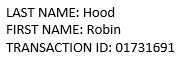 LAST NAME: Hood
FIRST NAME: Robin
TRANSACTION ID: 01731691